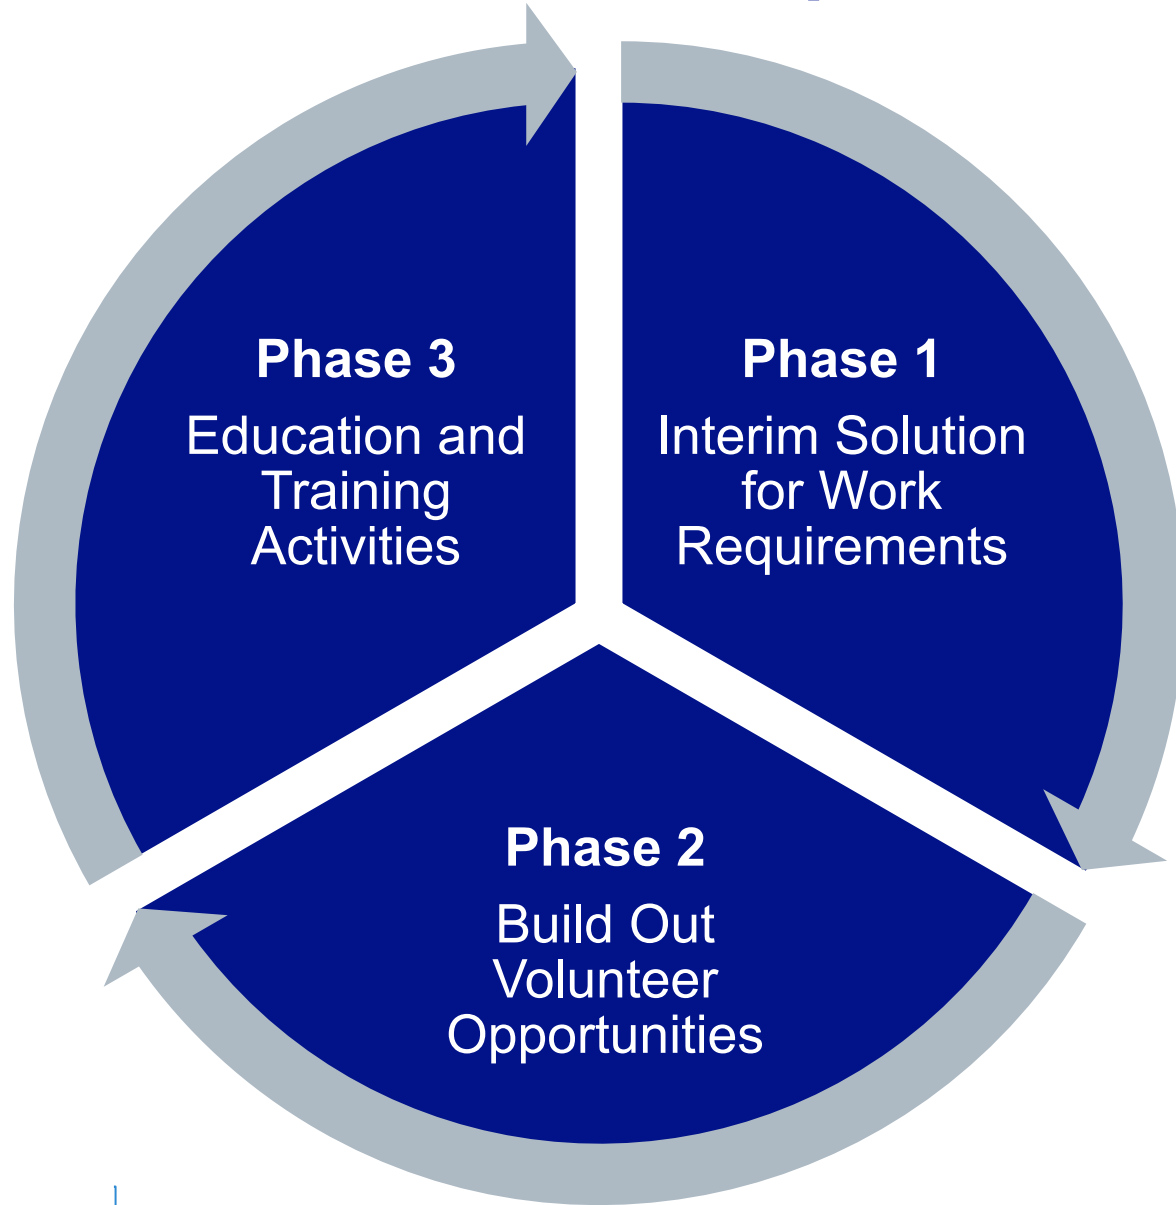 Phase 1
Interim Solution
for Work
Requirements
Phase 2
Build Out
Volunteer
Opportunities
Phase 3
Education and
Training
Activities